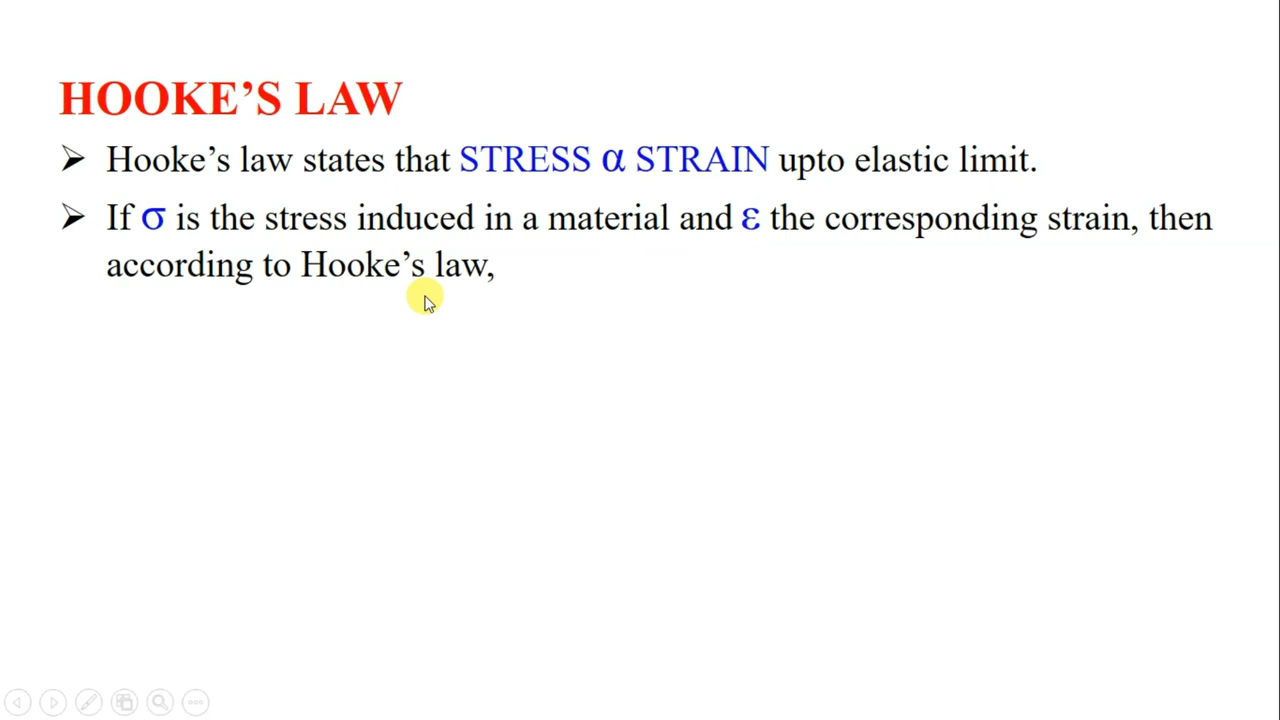 HOOKE’S LAW
➢ Hooke’s law states that STRESS α STRAIN upto elastic limit.
➢ If σ is the stress induced in a material and ε the corresponding strain, then
according to Hooke’s law,